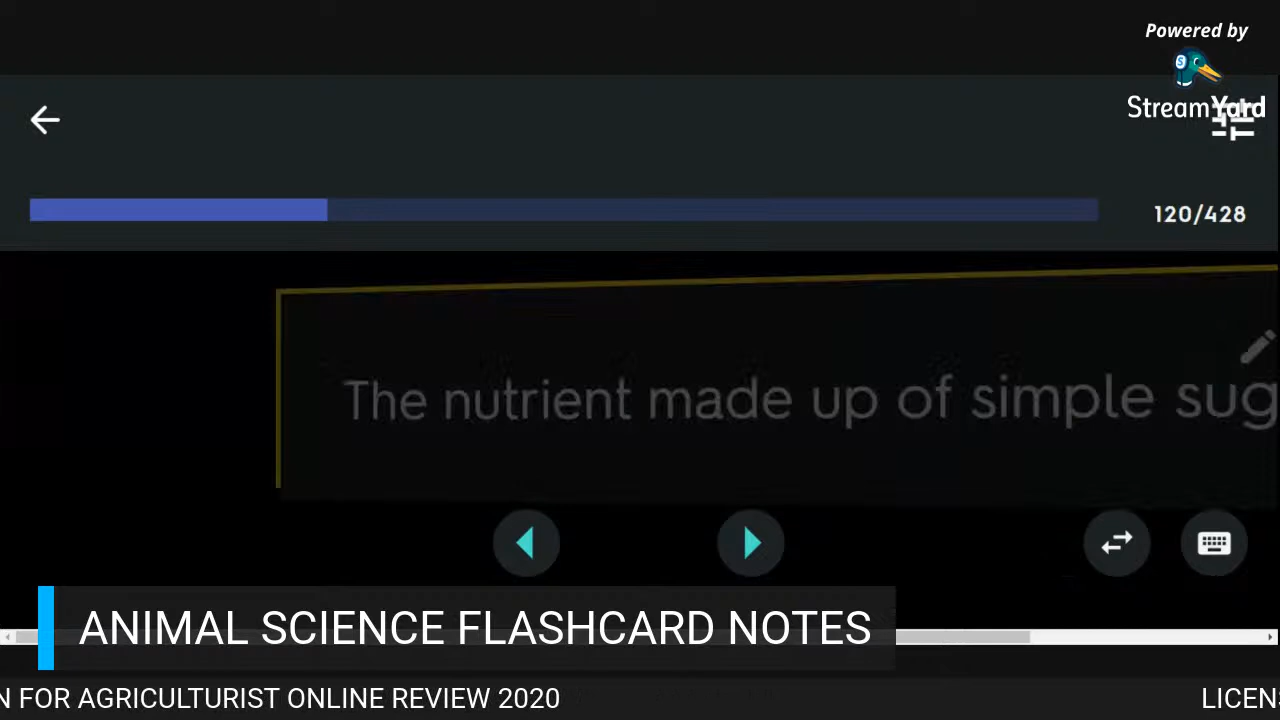 Powered by
StreamYard
120/428
The nutrient made up of simple sug
ANIMAL SCIENCE FLASHCARD NOTES
N FOR AGRICULTURIST ONLINE REVIEW 2020
LICEN